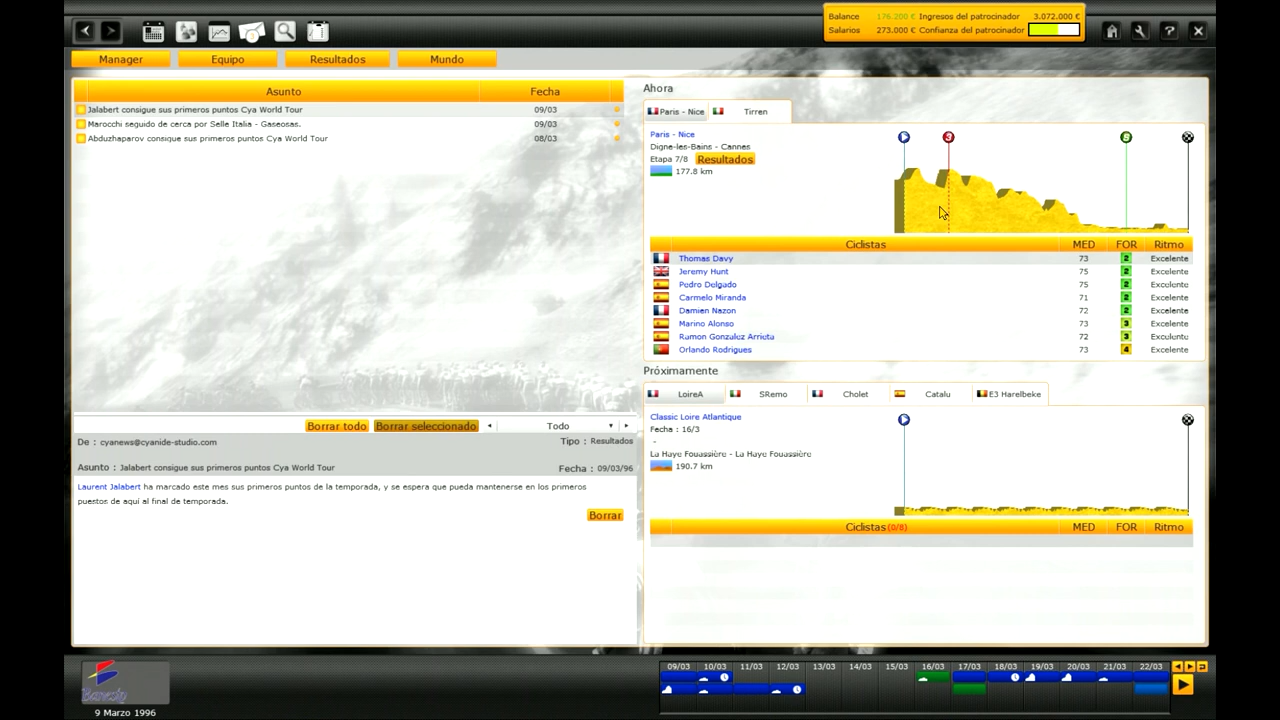 Balance 176.200 € Ingresos del patrocinador 3.072.000 €
Salarios 273.000 € Confianza del patrocinador
Manager Equipo Resultados Mundo
Asunto Fecha
Jalabert consigue sus primeros puntos Cya World Tour 09/03
Marocchi seguido de cerca por Selle Italia - Gaseosas. 09/03
Abduzhaparov consigue sus primeros puntos Cya World Tour 08/03
Borrar todo Borrar seleccionado Todo
De : cyanews@cyanide-studio.com Tipo : Resultados
Asunto : Jalabert consigue sus primeros puntos Cya World Tour Fecha : 09/03/96
Laurent Jalabert ha marcado este mes sus primeros puntos de la temporada, y se espera que pueda mantenerse en los primeros
puestos de aquí al final de temporada.
Borrar
Ahora
Paris - Nice Tirren
Paris - Nice
Digne-les-Bains - Cannes
Etapa 7/8 Resultados
177.8 km
3 S
Ciclistas MED FOR Ritmo
Thomas Davy 73 2 Excelente
Jeremy Hunt 75 2 Excelente
Pedro Delgado 75 2 Excelente
Carmelo Miranda 71 2 Excelente
Damien Nazon 72 2 Excelente
Marino Alonso 73 3 Excelente
Ramon Gonzalez Arrieta 72 3 Excelente
Orlando Rodrigues 73 4 Excelente
Próximamente
LoireA SRemo Cholet Catalu E3 Harelbeke
Classic Loire Atlantique
Fecha : 16/3
-
La Haye Fouassière - La Haye Fouassière
190.7 km
Ciclistas (0/8) MED FOR Ritmo
Banesto
9 Marzo 1996
09/03 10/03 11/03 12/03 13/03 14/03 15/03 16/03 17/03 18/03 19/03 20/03 21/03 22/03